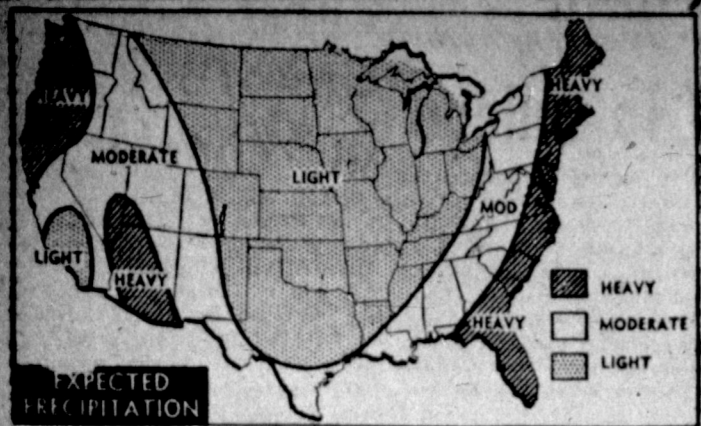 HEAVY
HEAVY
MODERATE
LIGHT
MOD
LIGHT
HEAVY
HEAVY
HEAVY
MODERATE
LIGHT
EXPECTED
PRECIPITATION